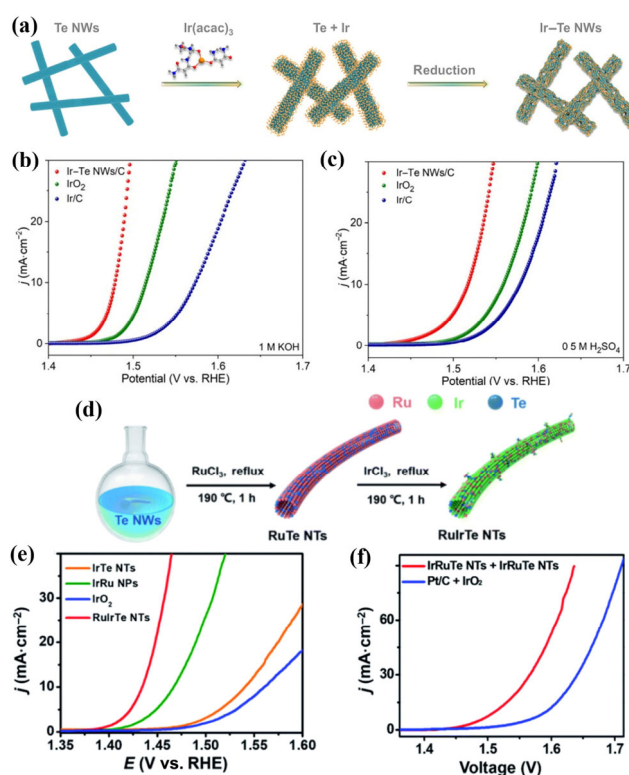 (a)
Te NWs
Ir(acac)₃
Te + Ir
Reduction
Ir–Te NWs
(b)
Ir–Te NWs/C
IrO₂
Ir/C
30
20
10
0
j (mA·cm⁻²)
1 M KOH
1.4 1.5 1.6 1.7
Potential (V vs. RHE)
(c)
Ir–Te NWs/C
IrO₂
Ir/C
30
20
10
0
j (mA·cm⁻²)
0 5 M H₂SO₄
1.4 1.5 1.6 1.7
Potential (V vs. RHE)
(d)
Ru Ir Te
Te NWs
RuCl₃, reflux
190 ℃, 1 h
RuTe NTs
IrCl₃, reflux
190 ℃, 1 h
RuIrTe NTs
(e)
IrTe NTs
IrRu NPs
IrO₂
RuIrTe NTs
40
30
20
10
0
j (mA·cm⁻²)
1.35 1.40 1.45 1.50 1.55 1.60
E (V vs. RHE)
(f)
IrRuTe NTs + IrRuTe NTs
Pt/C + IrO₂
80
60
40
20
0
j (mA·cm⁻²)
1.4 1.5 1.6 1.7
Voltage (V)